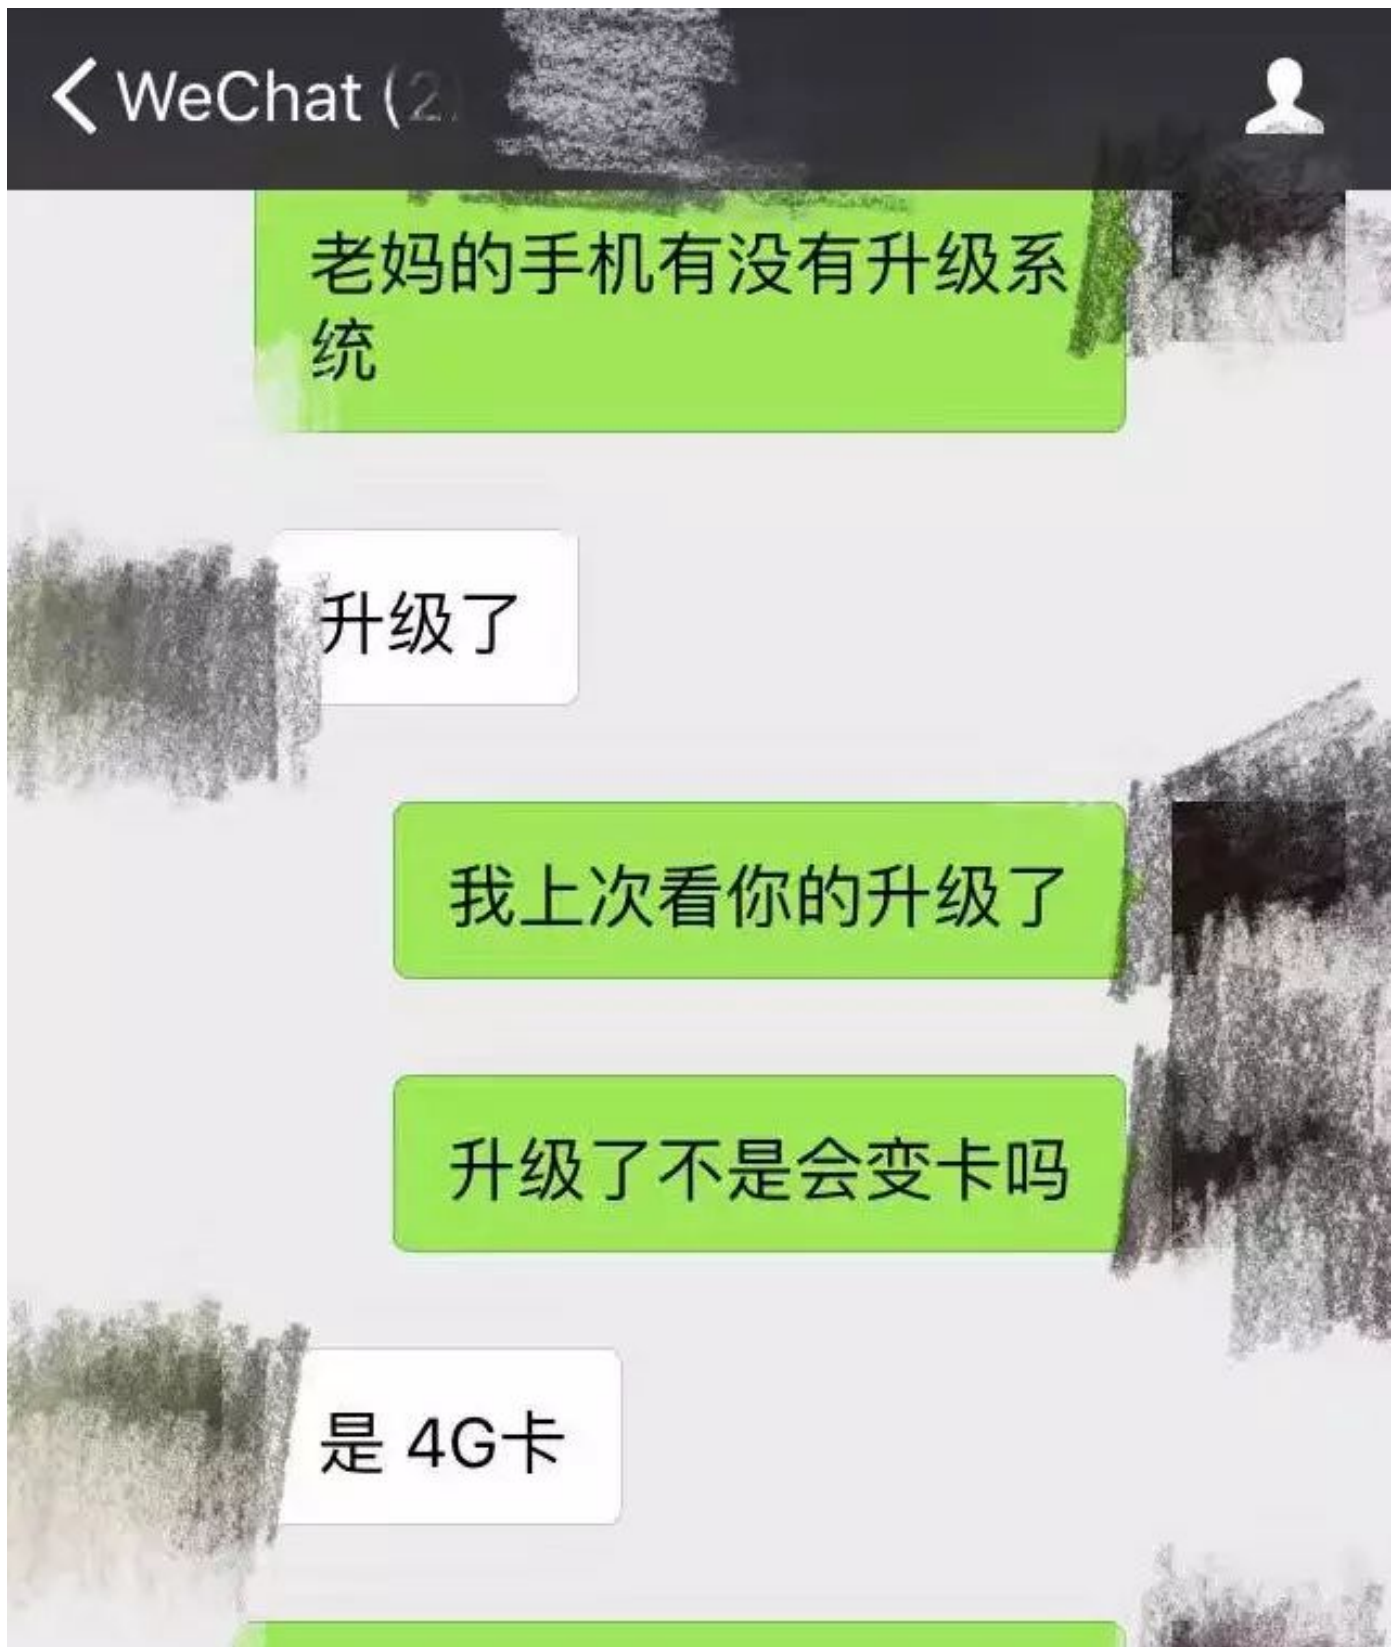 WeChat (2)
老妈的手机有没有升级系
统
升级了
我上次看你的升级了
升级了不是会变卡吗
是 4G卡